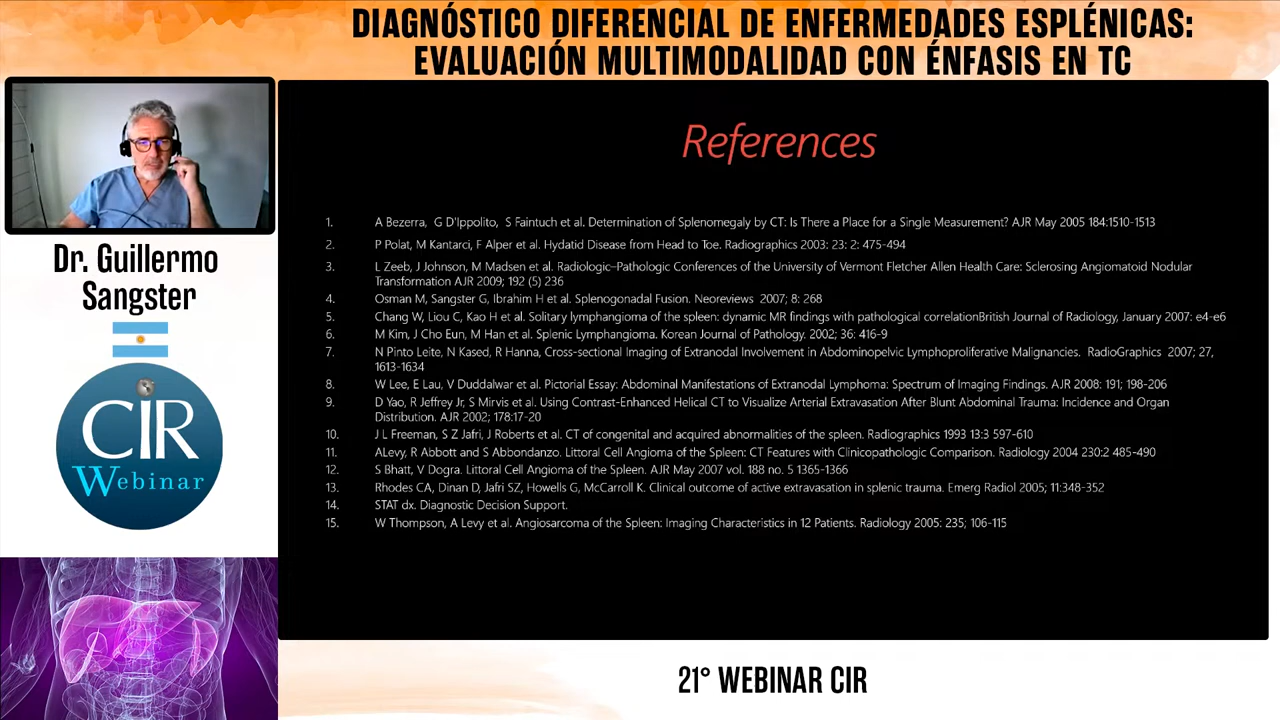 DIAGNÓSTICO DIFERENCIAL DE ENFERMEDADES ESPLÉNICAS:
EVALUACIÓN MULTIMODALIDAD CON ÉNFASIS EN TC
Dr. Guillermo
Sangster
CIR
Webinar
References
1. A Bezerra, G D'Ippolito, S Faintuch et al. Determination of Splenomegaly by CT: Is There a Place for a Single Measurement? AJR May 2005 184:1510-1513
2. P Polat, M Kantarci, F Alper et al. Hydatid Disease from Head to Toe. Radiographics 2003: 23: 2: 475-494
3. L Zeeb, J Johnson, M Madsen et al. Radiologic–Pathologic Conferences of the University of Vermont Fletcher Allen Health Care: Sclerosing Angiomatoid Nodular
Transformation AJR 2009; 192 (5) 236
4. Osman M, Sangster G, Ibrahim H et al. Splenogonadal Fusion. Neoreviews 2007; 8: 268
5. Chang W, Liou C, Kao H et al. Solitary lymphangioma of the spleen: dynamic MR findings with pathological correlationBritish Journal of Radiology, January 2007: e4-e6
6. M Kim, J Cho Eun, M Han et al. Splenic Lymphangioma. Korean Journal of Pathology. 2002; 36: 416-9
7. N Pinto Leite, N Kased, R Hanna, Cross-sectional Imaging of Extranodal Involvement in Abdominopelvic Lymphoproliferative Malignancies. RadioGraphics 2007; 27,
1613-1634
8. W Lee, E Lau, V Duddalwar et al. Pictorial Essay: Abdominal Manifestations of Extranodal Lymphoma: Spectrum of Imaging Findings. AJR 2008: 191; 198-206
9. D Yao, R Jeffrey Jr, S Mirvis et al. Using Contrast-Enhanced Helical CT to Visualize Arterial Extravasation After Blunt Abdominal Trauma: Incidence and Organ
Distribution. AJR 2002; 178:17-20
10. J L Freeman, S Z Jafri, J Roberts et al. CT of congenital and acquired abnormalities of the spleen. Radiographics 1993 13:3 597-610
11. ALevy, R Abbott and S Abbondanzo. Littoral Cell Angioma of the Spleen: CT Features with Clinicopathologic Comparison. Radiology 2004 230:2 485-490
12. S Bhatt, V Dogra. Littoral Cell Angioma of the Spleen. AJR May 2007 vol. 188 no. 5 1365-1366
13. Rhodes CA, Dinan D, Jafri SZ, Howells G, McCarroll K. Clinical outcome of active extravasation in splenic trauma. Emerg Radiol 2005; 11:348-352
14. STAT dx. Diagnostic Decision Support.
15. W Thompson, A Levy et al. Angiosarcoma of the Spleen: Imaging Characteristics in 12 Patients. Radiology 2005: 235; 106-115
21° WEBINAR CIR